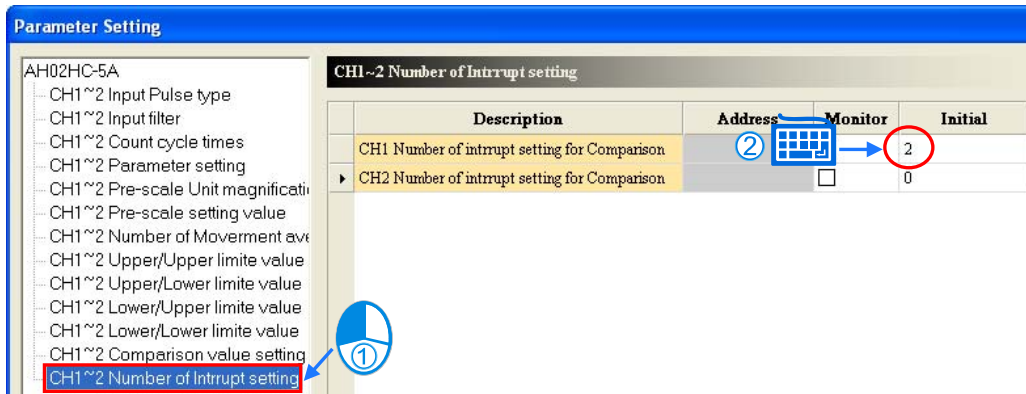 Parameter Setting
AH02HC-5A
CH1~2 Input Pulse type
CH1~2 Input filter
CH1~2 Count cycle times
CH1~2 Parameter setting
CH1~2 Pre-scale Unit magnificati
CH1~2 Pre-scale setting value
CH1~2 Number of Moverment ave
CH1~2 Upper/Upper limite value
CH1~2 Upper/Lower limite value
CH1~2 Lower/Upper limite value
CH1~2 Lower/Lower limite value
CH1~2 Comparison value setting
CH1~2 Number of Intrrupt setting
1
CH1~2 Number of Intrrupt setting
Description Address Monitor Initial
CH1 Number of intrrupt setting for Comparison 2 2
CH2 Number of intrrupt setting for Comparison 0